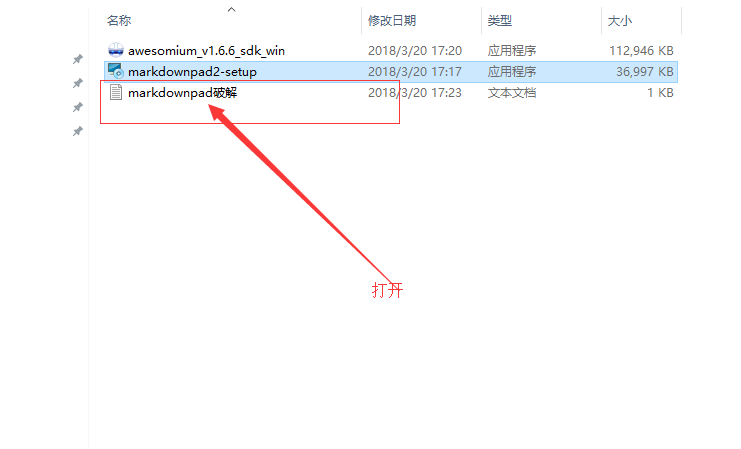 名称 修改日期 类型 大小
awesomium_v1.6.6_sdk_win 2018/3/20 17:20 应用程序 112,946 KB
markdownpad2-setup 2018/3/20 17:17 应用程序 36,997 KB
markdownpad破解 2018/3/20 17:23 文本文档 1 KB
打开